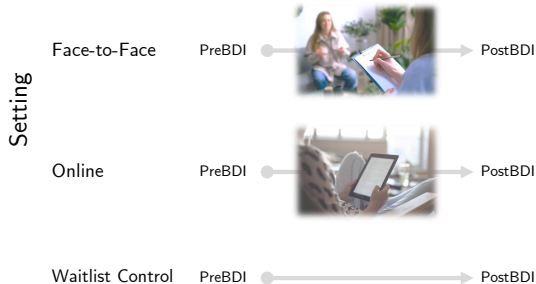 Setting
Face-to-Face PreBDI PostBDI
Online PreBDI PostBDI
Waitlist Control PreBDI PostBDI